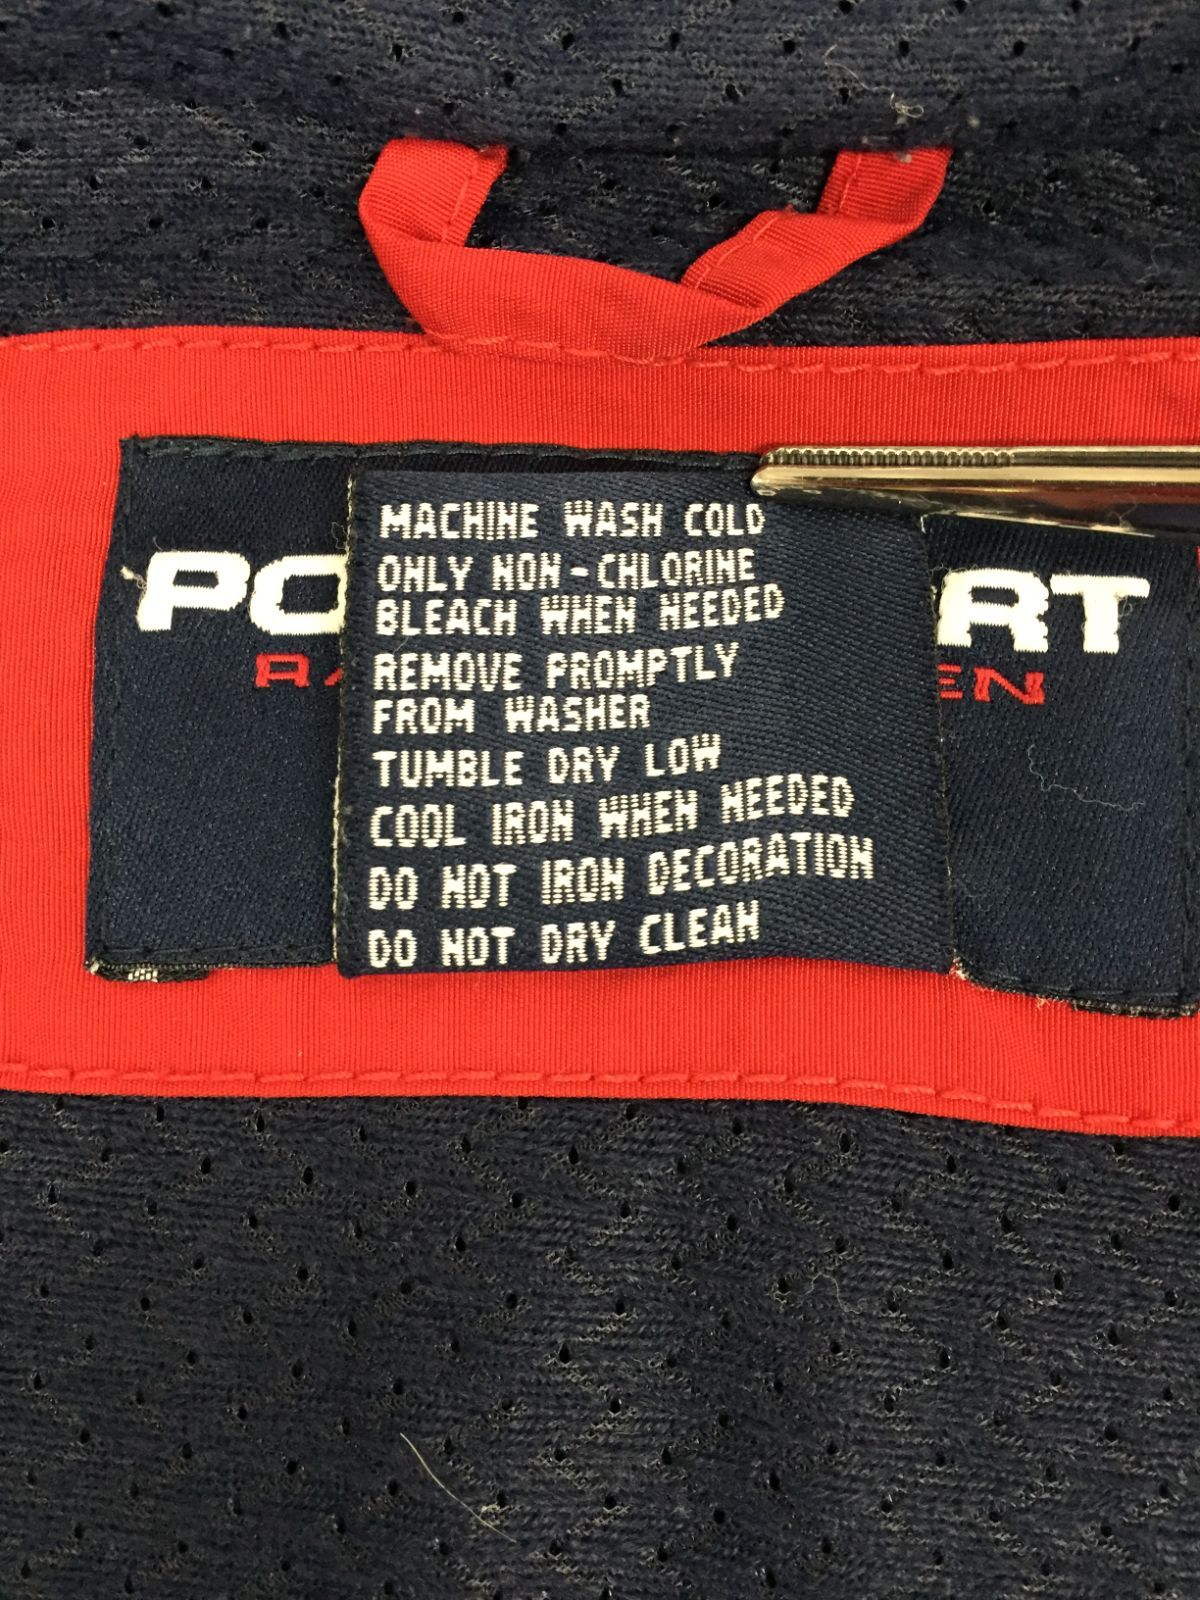 MACHINE WASH COLD
ONLY NON-CHLORINE
BLEACH WHEN NEEDED
REMOVE PROMPTLY
FROM WASHER
TUMBLE DRY LOW
COOL IRON WHEN NEEDED
DO NOT IRON DECORATION
DO NOT DRY CLEAN